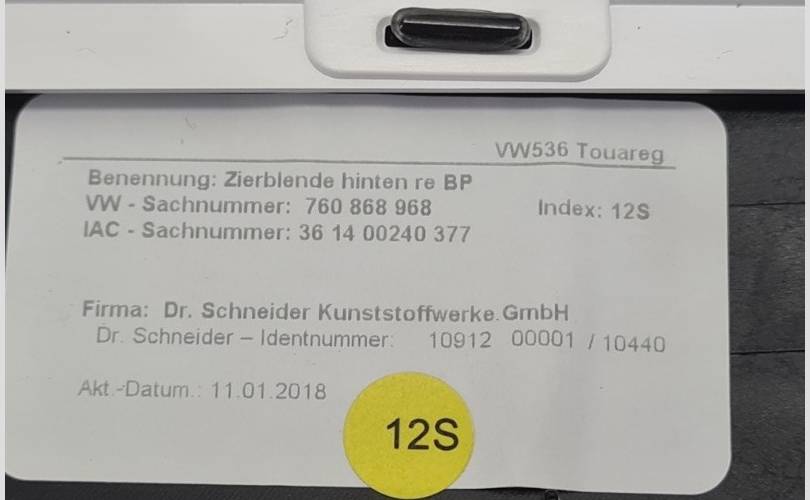 VW536 Touareg
Benennung: Zierblende hinten re BP
VW - Sachnummer: 760 868 968 Index: 12S
IAC - Sachnummer: 36 14 00240 377
Firma: Dr. Schneider Kunststoffwerke.GmbH
Dr. Schneider – Identnummer: 10912 00001 / 10440
Akt.-Datum.: 11.01.2018
12S